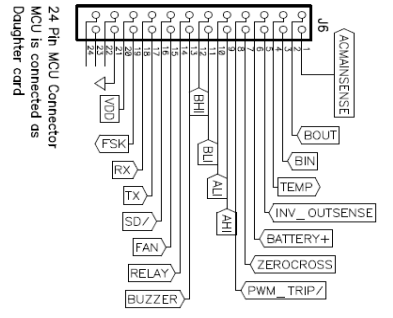 24 Pin MCU Connector
MCU is connected as
Daughter card
J6
24
23
22
21
20
19
18
17
16
15
14
13
12
11
10
9
8
7
6
5
4
3
2
1
ACMAINSENSE
VDD
BHI
BLI
ALI
AHI
BOUT
BIN
TEMP
INV_OUTSENSE
BATTERY+
ZEROCROSS
PWM_TRIP/
FSK
RX
TX
SD/
FAN
RELAY
BUZZER